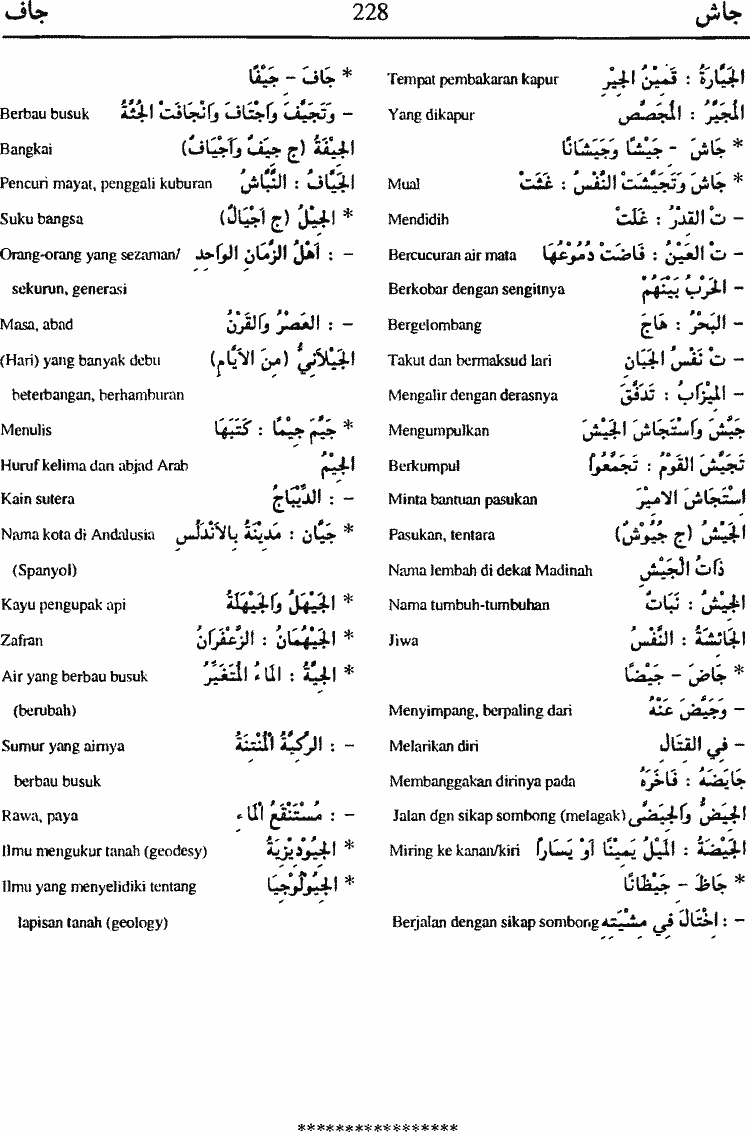 جاش
228
جاف
الجَيَّارَةُ : قَمِيْنُ الجِيْرِ Tempat pembakaran kapur
المُجَيَّرُ : المُجَصَّصُ Yang dikapur
* جَاشَ - جَيْشًا وَجَيَشَانًا
* جَاشَ وَتَجَيَّشَتْ النَّفْسُ : غَثَتْ Mual
- تِ القِدْرُ : غَلَتْ Mendidih
- تِ العَيْنُ : فَاضَتْ دُمُوْعُهَا Bercucuran air mata
- الحَرْبُ بَيْنَهُمْ Berkobar dengan sengitnya
- البَحْرُ : هَاجَ Bergelombang
- تْ نَفْسُ الجَبَانِ Takut dan bermaksud lari
- المِيْزَابُ : تَدَفَّقَ Mengalir dengan derasnya
جَيَّشَ وَاسْتَجَاشَ الجَيْشَ Mengumpulkan
تَجَيَّشَ القَوْمُ : تَجَمَّعُوْا Berkumpul
اسْتَجَاشَ الاَمِيْرَ Minta bantuan pasukan
الجَيْشُ (ج جُيُوْشٌ) Pasukan, tentara
ذَاتُ الجَيْشِ Nama lembah di dekat Madinah
الجَيْشُ : نَبَاتٌ Nama tumbuh-tumbuhan
الجَائِشَةُ : النَّفْسُ Jiwa
* جَاضَ - جَيْضًا
- وَجَيَّضَ عَنْهُ Menyimpang, berpaling dari
- فِي القِتَالِ Melarikan diri
جَايَضَهُ : فَاخَرَهُ Membanggakan dirinya pada
الجِيَضُّ وَالجِيَضَّى Jalan dgn sikap sombong (melagak)
الجَيْضَةُ : المَيْلُ يَمِيْنًا اَوْ يَسَارًا Miring ke kanan/kiri
* جَاظَ - جَيْظَانًا
- : اخْتَالَ فِي مِشْيَتِهِ Berjalan dengan sikap sombong
* جَافَ - جَيْفًا
- وَتَجَيَّفَ وَاجْتَافَ وَانْجَافَتْ الجُثَّةُ Berbau busuk
الجِيْفَةُ (ج جِيَفٌ وَاَجْيَافٌ) Bangkai
الجَيَّافُ : النَّبَّاشُ Pencuri mayat, penggali kuburan
* الجِيْلُ (ج اَجْيَالٌ) Suku bangsa
- : اَهْلُ الزَّمَانِ الوَاحِدِ Orang-orang yang sezaman/
sekurun, generasi
- : العَصْرُ وَالقَرْنُ Masa, abad
الجَيْلاَنِيُّ (مِنَ الاَيَّامِ) (Hari) yang banyak debu
beterbangan, berhamburan
* جَيَّمَ جِيْمًا : كَتَبَهَا Menulis
الجِيْمُ Huruf kelima dan abjad Arab
- : الدِّيْبَاجُ Kain sutera
* جَيَّانُ : مَدِيْنَةٌ بِالاَنْدَلُسِ Nama kota di Andalusia
(Spanyol)
* الجَيْهَلُ وَالجَيْهَلَةُ Kayu pengupak api
* الجَيْهُمَانُ : الزَّعْفَرَانُ Zafran
* الجِيَّةُ : المَاءُ المُتَغَيِّرُ Air yang berbau busuk
(berubah)
- : الرَّكِيَّةُ المُنْتِنَةُ Sumur yang airnya
berbau busuk
- : مُسْتَنْقَعُ المَاءِ Rawa, paya
* الجِيُوْدِيْزِيَةُ Ilmu mengukur tanah (geodesy)
* الجِيُوْلُوْجِيَا Ilmu yang menyelidiki tentang
lapisan tanah (geology)
*****************